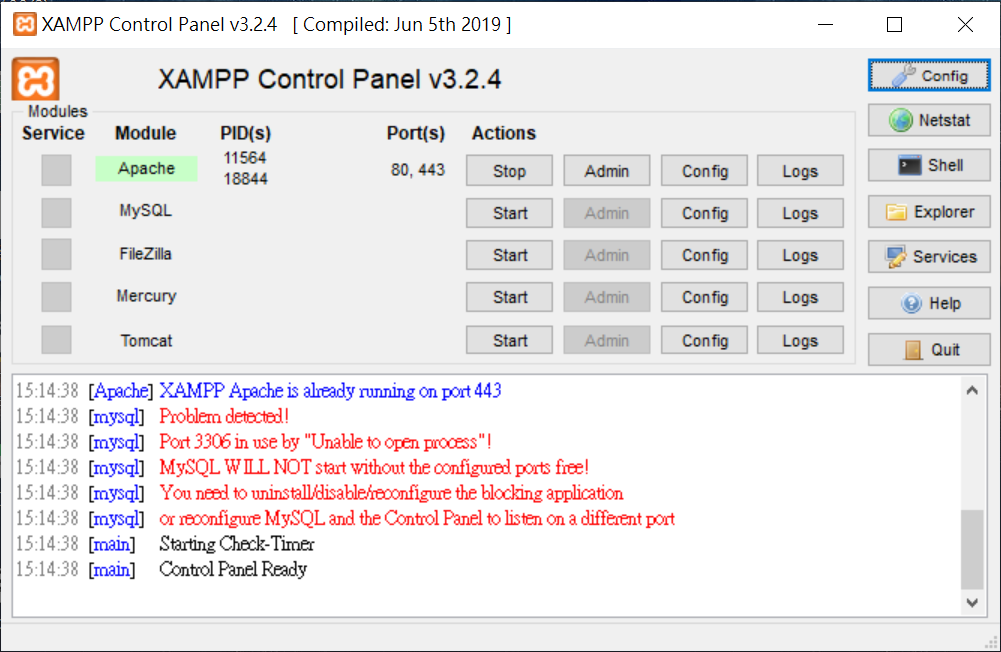 XAMPP Control Panel v3.2.4 [ Compiled: Jun 5th 2019 ]
XAMPP Control Panel v3.2.4
Config
Modules
Service Module PID(s) Port(s) Actions
Netstat
Apache 11564 18844 80, 443 Stop Admin Config Logs
Shell
MySQL Start Admin Config Logs
Explorer
FileZilla Start Admin Config Logs
Services
Mercury Start Admin Config Logs
Help
Tomcat Start Admin Config Logs
Quit
15:14:38 [Apache] XAMPP Apache is already running on port 443
15:14:38 [mysql] Problem detected!
15:14:38 [mysql] Port 3306 in use by "Unable to open process"!
15:14:38 [mysql] MySQL WILL NOT start without the configured ports free!
15:14:38 [mysql] You need to uninstall/disable/reconfigure the blocking application
15:14:38 [mysql] or reconfigure MySQL and the Control Panel to listen on a different port
15:14:38 [main] Starting Check-Timer
15:14:38 [main] Control Panel Ready